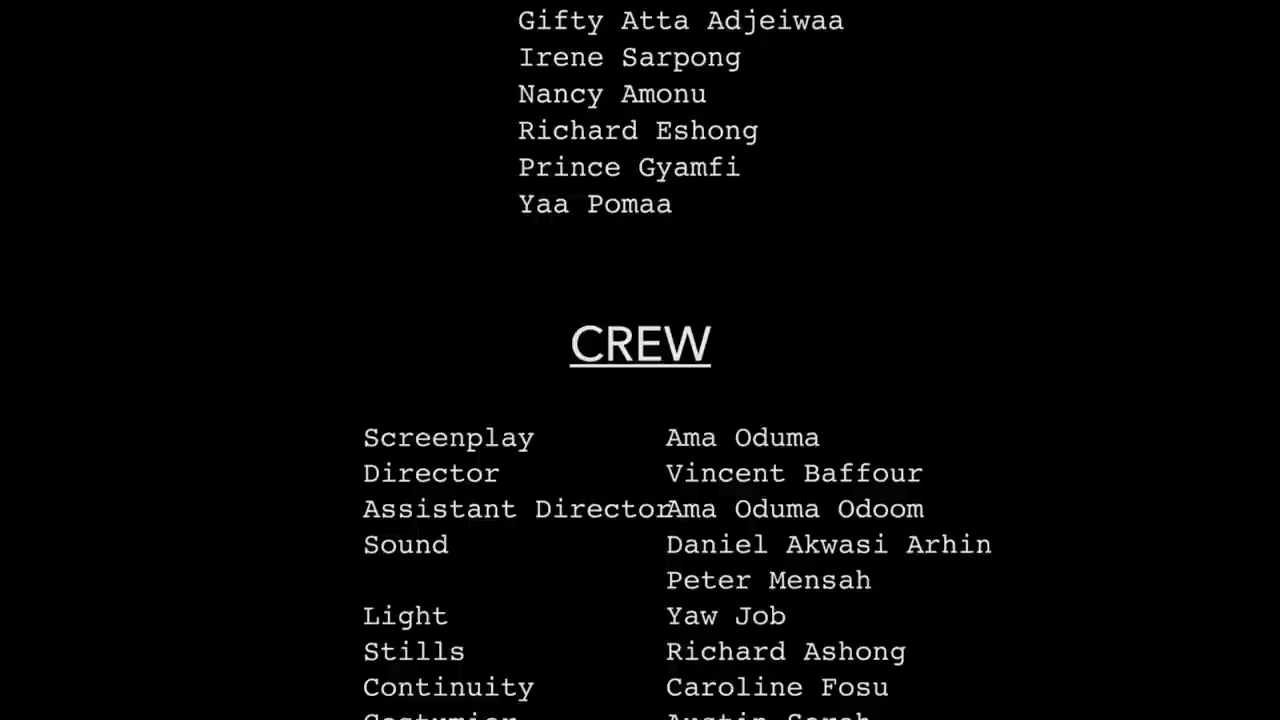 Gifty Atta Adjeiwaa
Irene Sarpong
Nancy Amonu
Richard Eshong
Prince Gyamfi
Yaa Pomaa
CREW
Screenplay Ama Oduma
Director Vincent Baffour
Assistant Director Ama Oduma Odoom
Sound Daniel Akwasi Arhin
Peter Mensah
Light Yaw Job
Stills Richard Ashong
Continuity Caroline Fosu